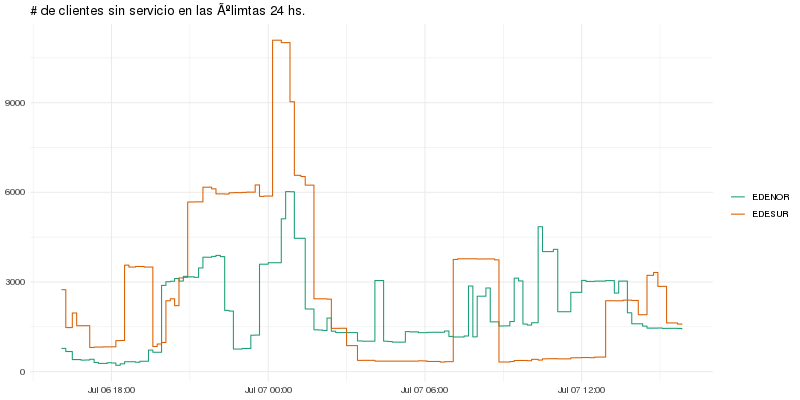 # de clientes sin servicio en las Ãºlimtas 24 hs.
9000
6000
3000
0
Jul 06 18:00
Jul 07 00:00
Jul 07 06:00
Jul 07 12:00
EDENOR
EDESUR